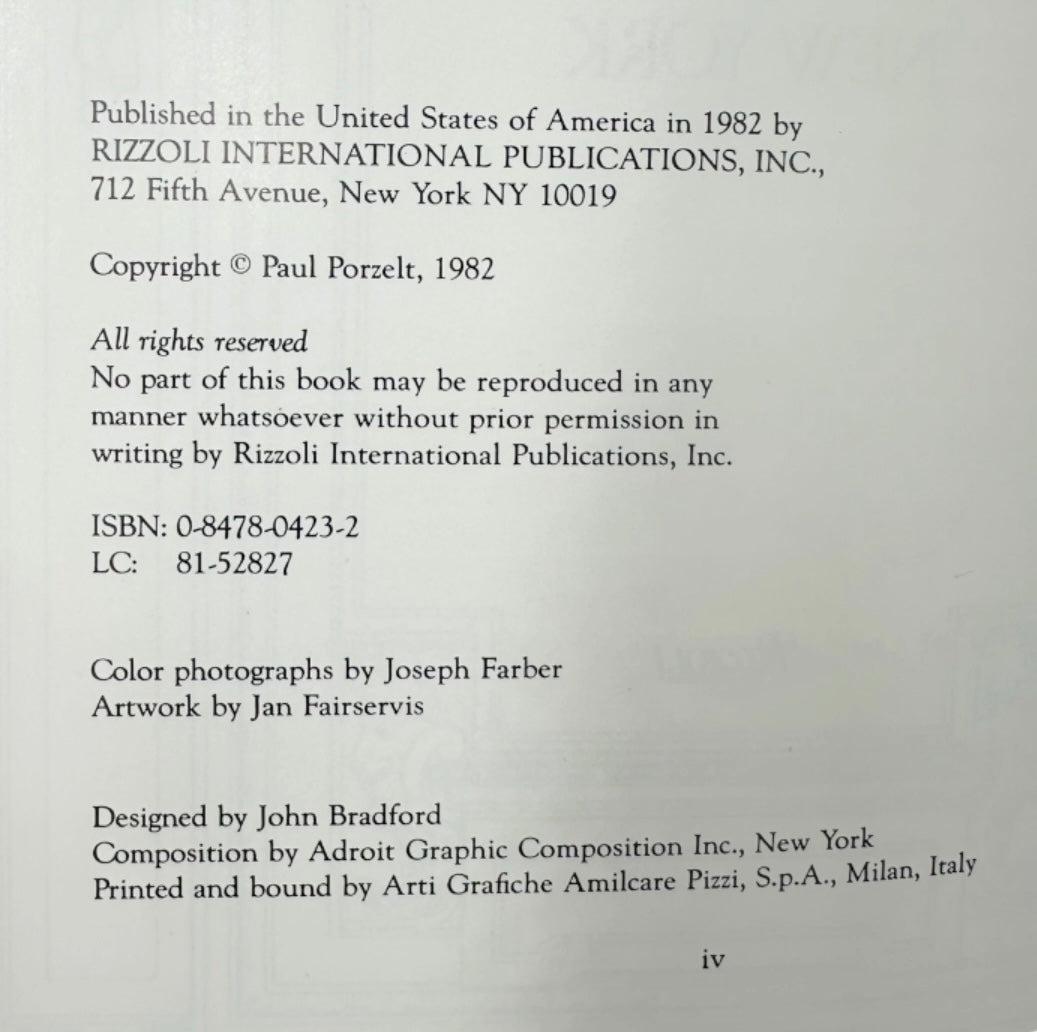 Published in the United States of America in 1982 by
RIZZOLI INTERNATIONAL PUBLICATIONS, INC.,
712 Fifth Avenue, New York NY 10019
Copyright © Paul Porzelt, 1982
All rights reserved
No part of this book may be reproduced in any
manner whatsoever without prior permission in
writing by Rizzoli International Publications, Inc.
ISBN: 0-8478-0423-2
LC: 81-52827
Color photographs by Joseph Farber
Artwork by Jan Fairservis
Designed by John Bradford
Composition by Adroit Graphic Composition Inc., New York
Printed and bound by Arti Grafiche Amilcare Pizzi, S.p.A., Milan, Italy
iv